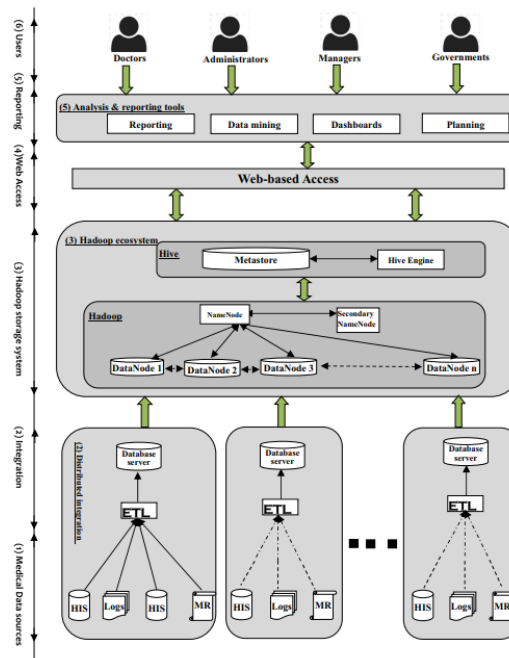 (6) Users
Doctors
Administrators
Managers
Governments
(5) Reporting
(5) Analysis & reporting tools
Reporting
Data mining
Dashboards
Planning
(4)Web Access
Web-based Access
(3) Hadoop storage system
(3) Hadoop ecosystem
Hive
Metastore
Hive Engine
Hadoop
NameNode
Secondary
NameNode
DataNode 1
DataNode 2
DataNode 3
DataNode n
(2) Integration
(2) Distributed integration
Database
server
ETL
Database
server
ETL
Database
server
ETL
(1) Medical Data sources
HIS
Logs
HIS
MR
HIS
Logs
MR
HIS
Logs
MR